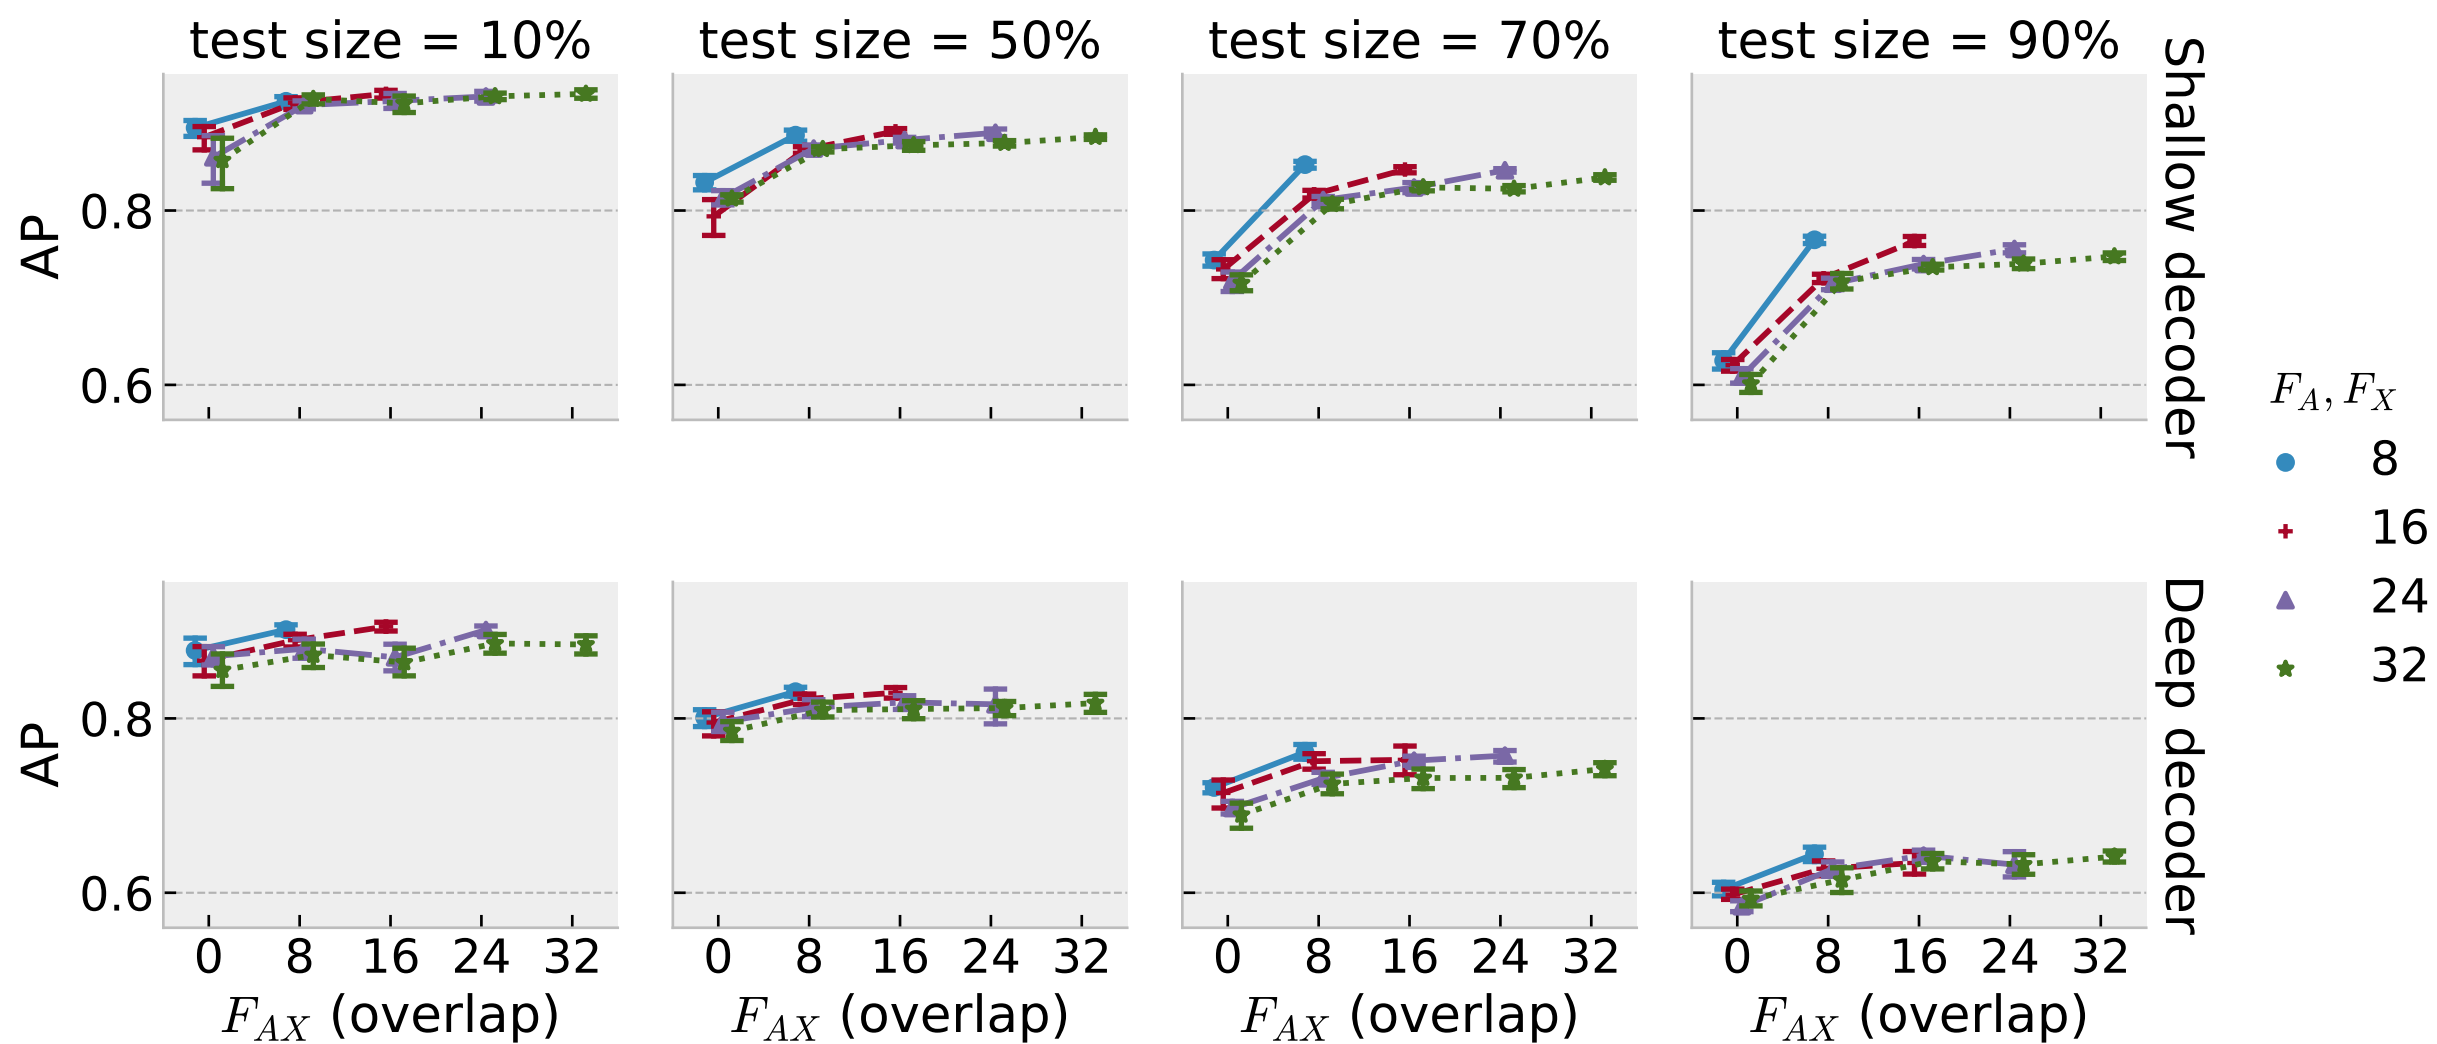 test size = 10% test size = 50% test size = 70% test size = 90%
Shallow decoder
AP
0.8
0.6
F_A, F_X
8
16
24
32
Deep decoder
AP
0.8
0.6
0 8 16 24 32 0 8 16 24 32 0 8 16 24 32 0 8 16 24 32
F_AX (overlap) F_AX (overlap) F_AX (overlap) F_AX (overlap)